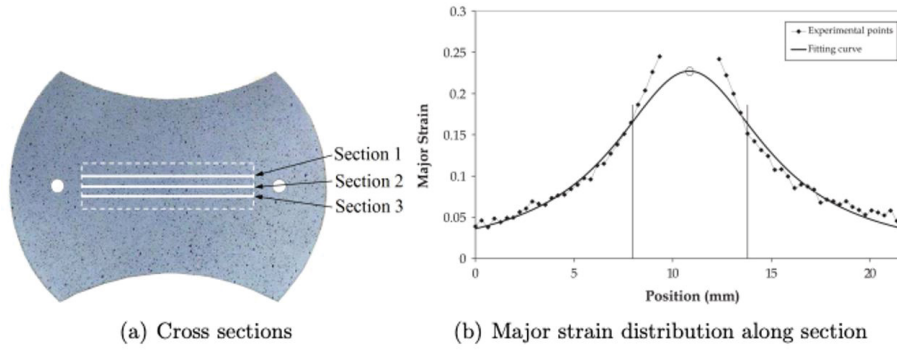 Section 1
Section 2
Section 3
(a) Cross sections
0.3
0.25
0.2
0.15
0.1
0.05
0
Major Strain
Experimental points
Fitting curve
0
5
10
15
20
Position (mm)
(b) Major strain distribution along section